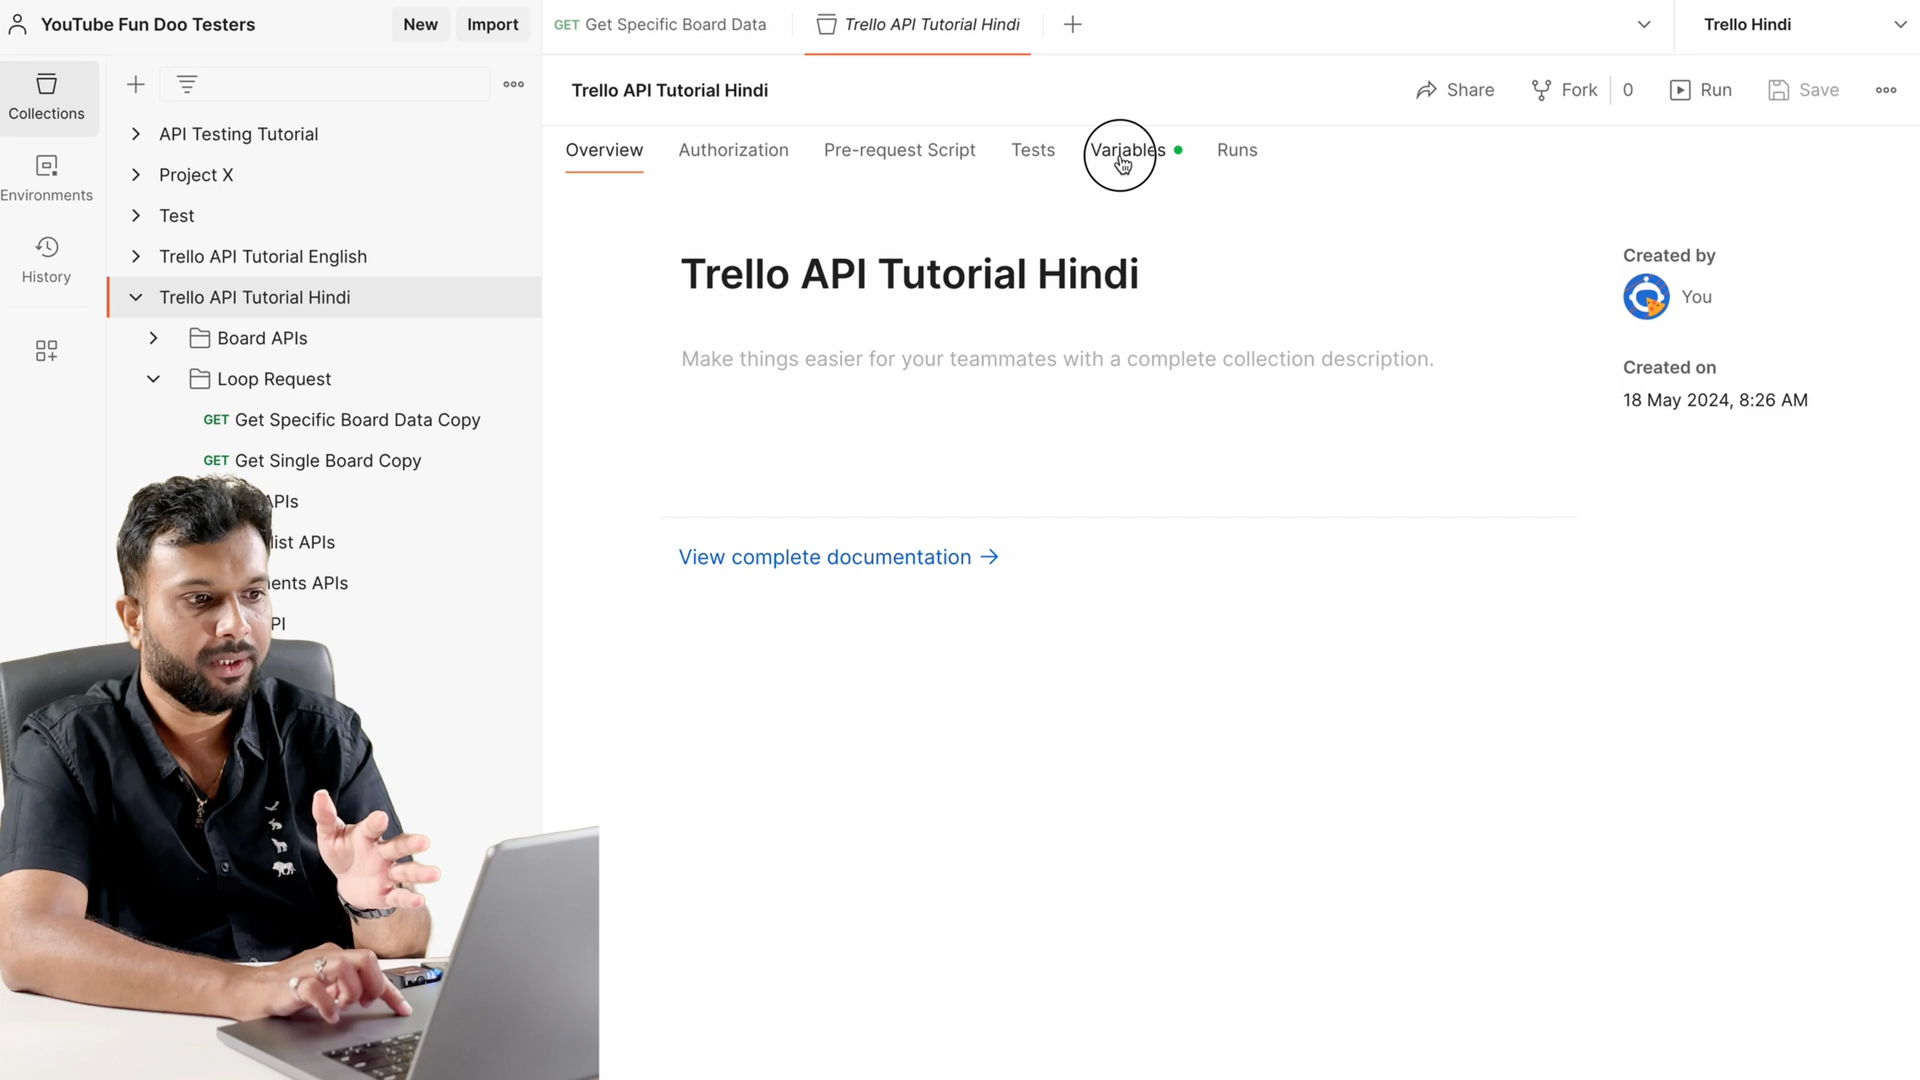 YouTube Fun Doo Testers
New
Import
GET Get Specific Board Data
Trello API Tutorial Hindi
Trello Hindi
Collections
Environments
History
API Testing Tutorial
Project X
Test
Trello API Tutorial English
Trello API Tutorial Hindi
Board APIs
Loop Request
GET Get Specific Board Data Copy
GET Get Single Board Copy
APIs
list APIs
ents APIs
PI
Trello API Tutorial Hindi
Share
Fork 0
Run
Save
Overview
Authorization
Pre-request Script
Tests
Variables
Runs
Trello API Tutorial Hindi
Make things easier for your teammates with a complete collection description.
View complete documentation →
Created by
You
Created on
18 May 2024, 8:26 AM